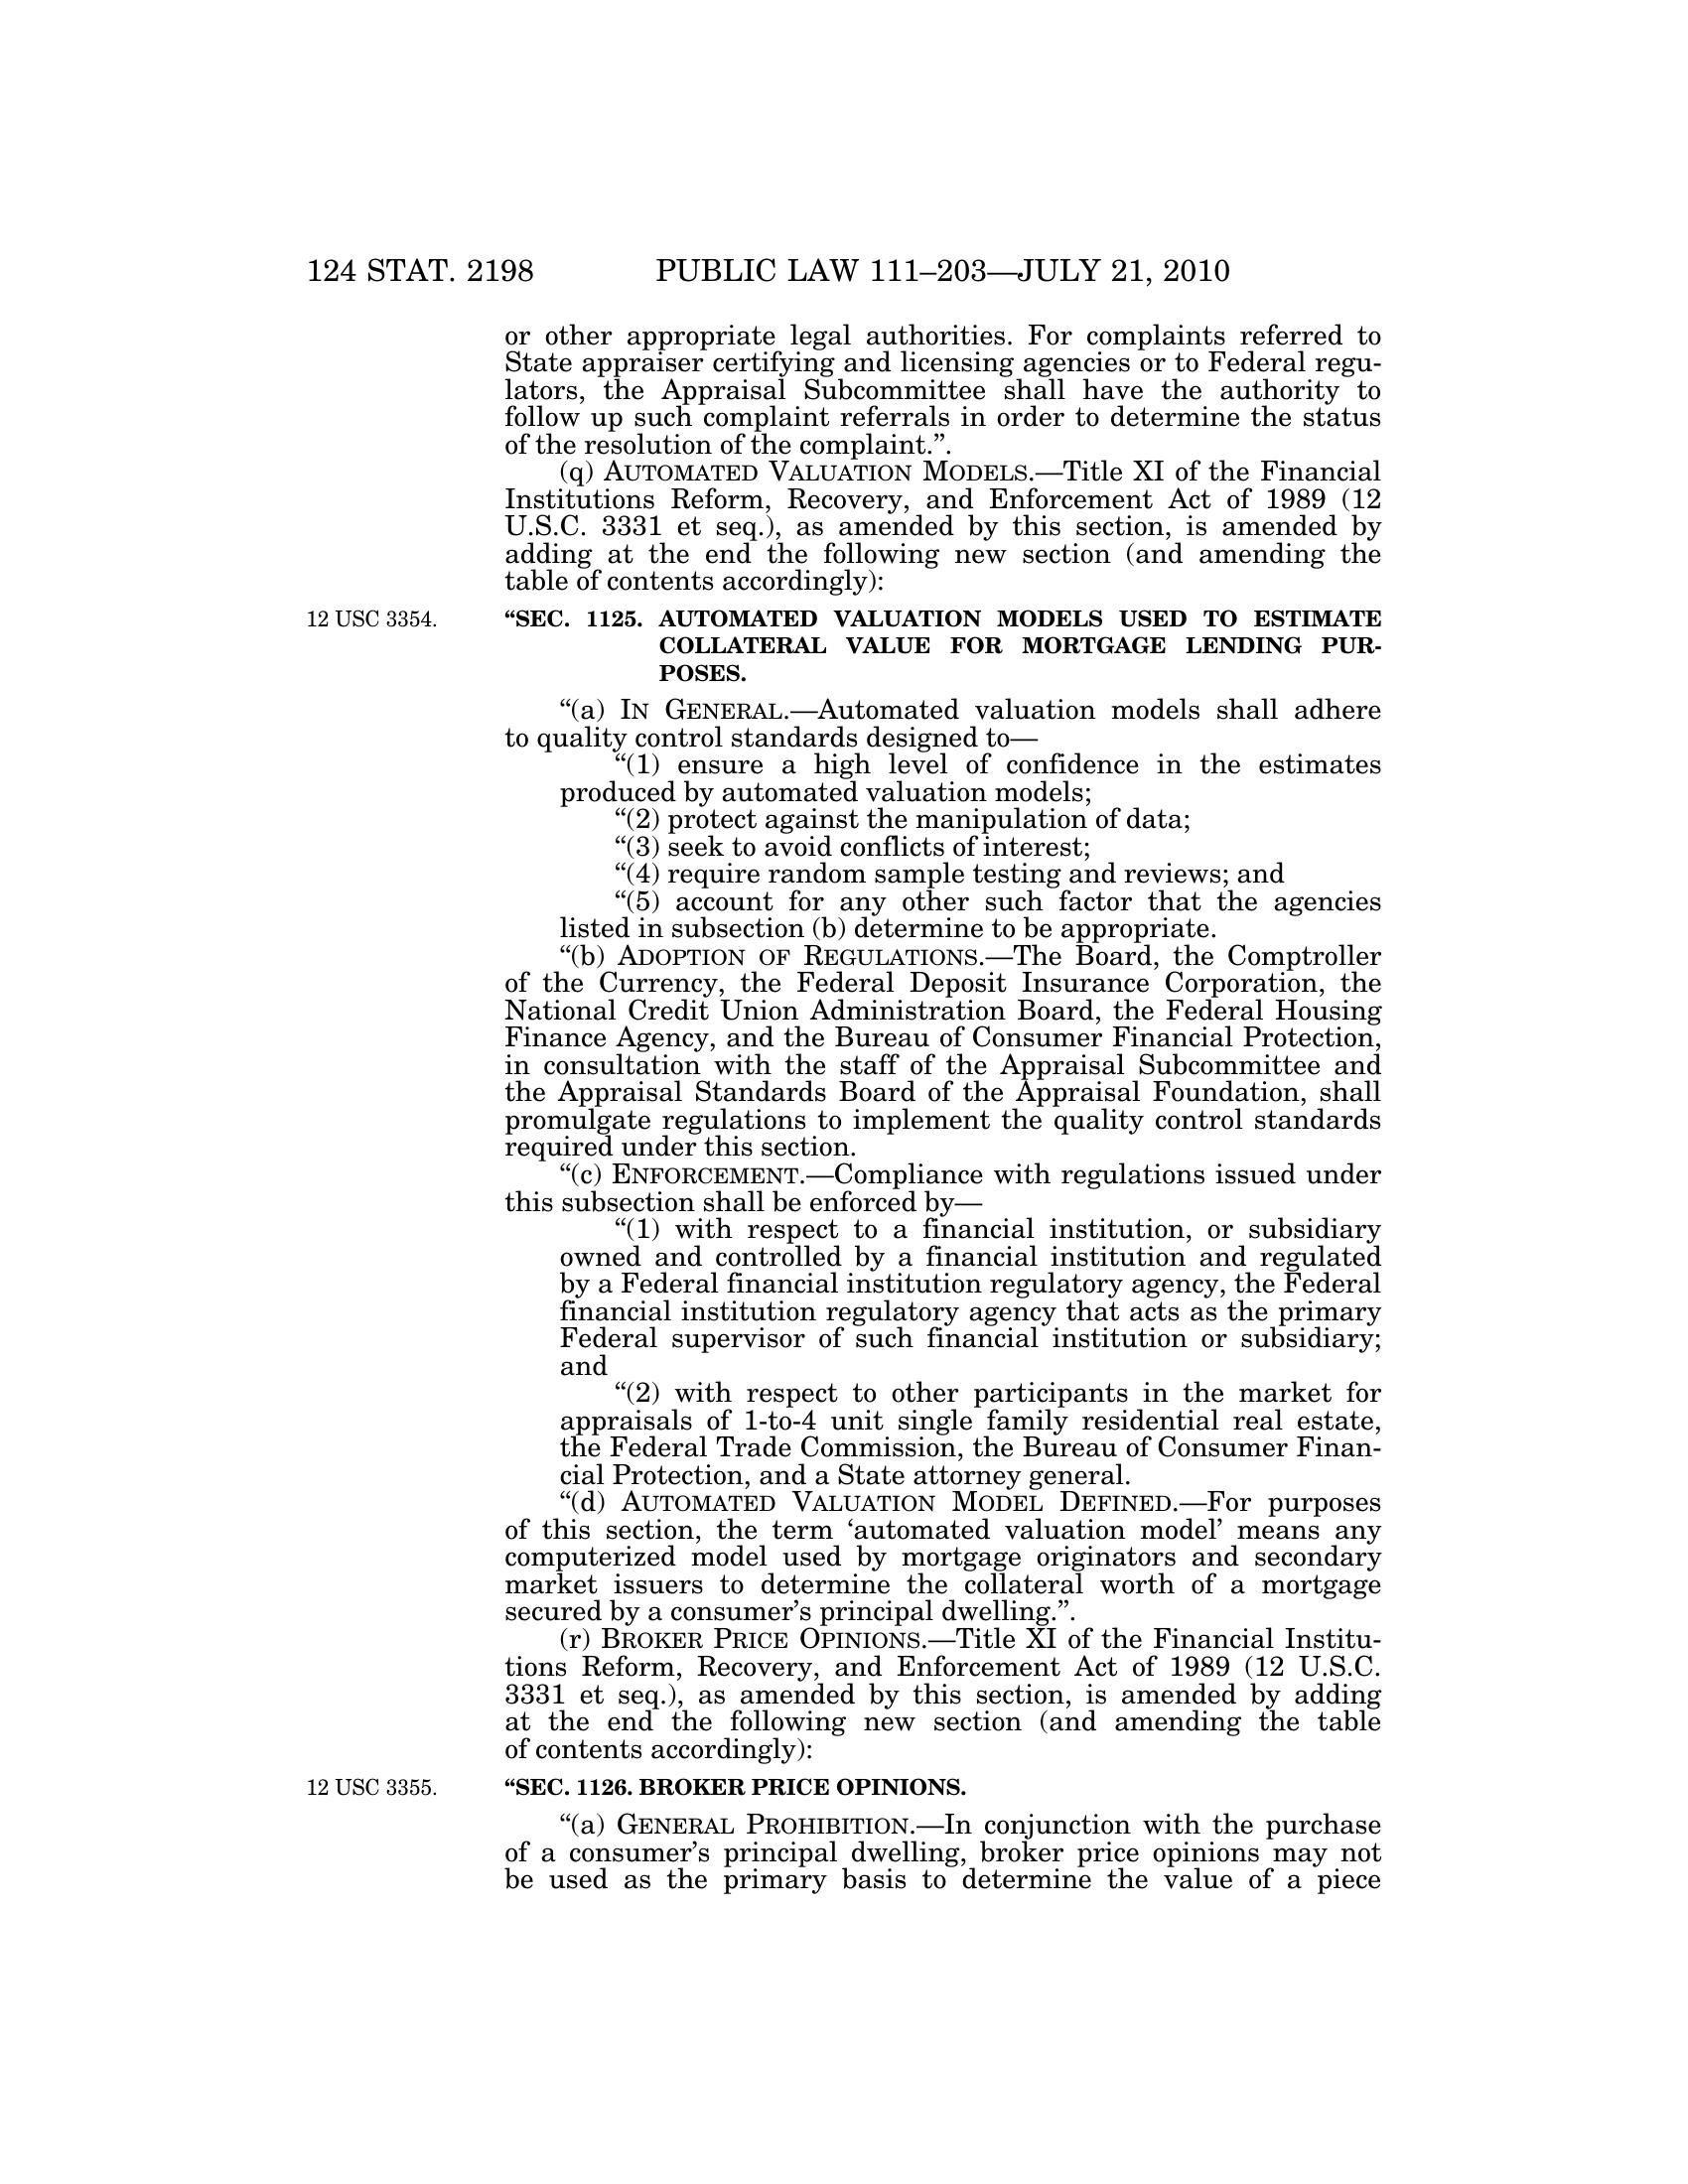 124 STAT. 2198 PUBLIC LAW 111–203—JULY 21, 2010
or other appropriate legal authorities. For complaints referred to
State appraiser certifying and licensing agencies or to Federal regu-
lators, the Appraisal Subcommittee shall have the authority to
follow up such complaint referrals in order to determine the status
of the resolution of the complaint.”.
(q) AUTOMATED VALUATION MODELS.—Title XI of the Financial
Institutions Reform, Recovery, and Enforcement Act of 1989 (12
U.S.C. 3331 et seq.), as amended by this section, is amended by
adding at the end the following new section (and amending the
table of contents accordingly):
12 USC 3354. “SEC. 1125. AUTOMATED VALUATION MODELS USED TO ESTIMATE
COLLATERAL VALUE FOR MORTGAGE LENDING PUR-
POSES.
“(a) IN GENERAL.—Automated valuation models shall adhere
to quality control standards designed to—
“(1) ensure a high level of confidence in the estimates
produced by automated valuation models;
“(2) protect against the manipulation of data;
“(3) seek to avoid conflicts of interest;
“(4) require random sample testing and reviews; and
“(5) account for any other such factor that the agencies
listed in subsection (b) determine to be appropriate.
“(b) ADOPTION OF REGULATIONS.—The Board, the Comptroller
of the Currency, the Federal Deposit Insurance Corporation, the
National Credit Union Administration Board, the Federal Housing
Finance Agency, and the Bureau of Consumer Financial Protection,
in consultation with the staff of the Appraisal Subcommittee and
the Appraisal Standards Board of the Appraisal Foundation, shall
promulgate regulations to implement the quality control standards
required under this section.
“(c) ENFORCEMENT.—Compliance with regulations issued under
this subsection shall be enforced by—
“(1) with respect to a financial institution, or subsidiary
owned and controlled by a financial institution and regulated
by a Federal financial institution regulatory agency, the Federal
financial institution regulatory agency that acts as the primary
Federal supervisor of such financial institution or subsidiary;
and
“(2) with respect to other participants in the market for
appraisals of 1-to-4 unit single family residential real estate,
the Federal Trade Commission, the Bureau of Consumer Finan-
cial Protection, and a State attorney general.
“(d) AUTOMATED VALUATION MODEL DEFINED.—For purposes
of this section, the term ‘automated valuation model’ means any
computerized model used by mortgage originators and secondary
market issuers to determine the collateral worth of a mortgage
secured by a consumer’s principal dwelling.”.
(r) BROKER PRICE OPINIONS.—Title XI of the Financial Institu-
tions Reform, Recovery, and Enforcement Act of 1989 (12 U.S.C.
3331 et seq.), as amended by this section, is amended by adding
at the end the following new section (and amending the table
of contents accordingly):
12 USC 3355. “SEC. 1126. BROKER PRICE OPINIONS.
“(a) GENERAL PROHIBITION.—In conjunction with the purchase
of a consumer’s principal dwelling, broker price opinions may not
be used as the primary basis to determine the value of a piece